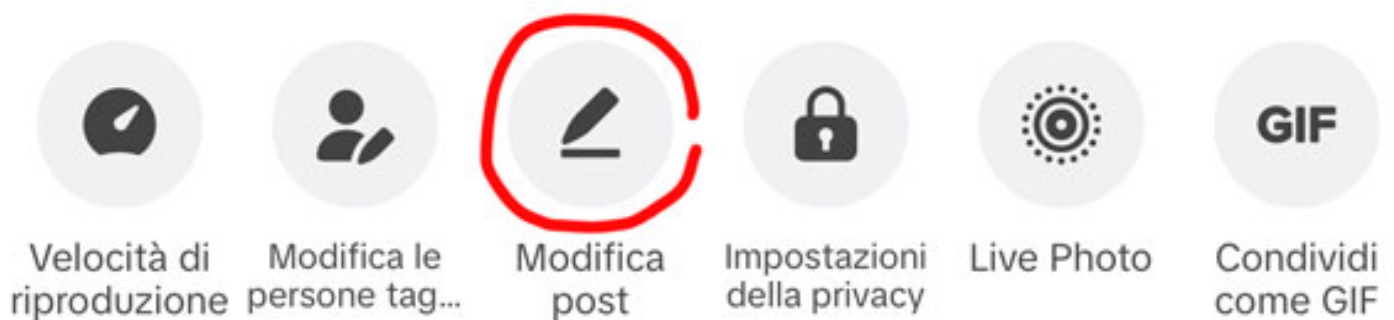 GIF
Velocità di
riproduzione
Modifica le
persone tag...
Modifica
post
Impostazioni
della privacy
Live Photo
Condividi
come GIF